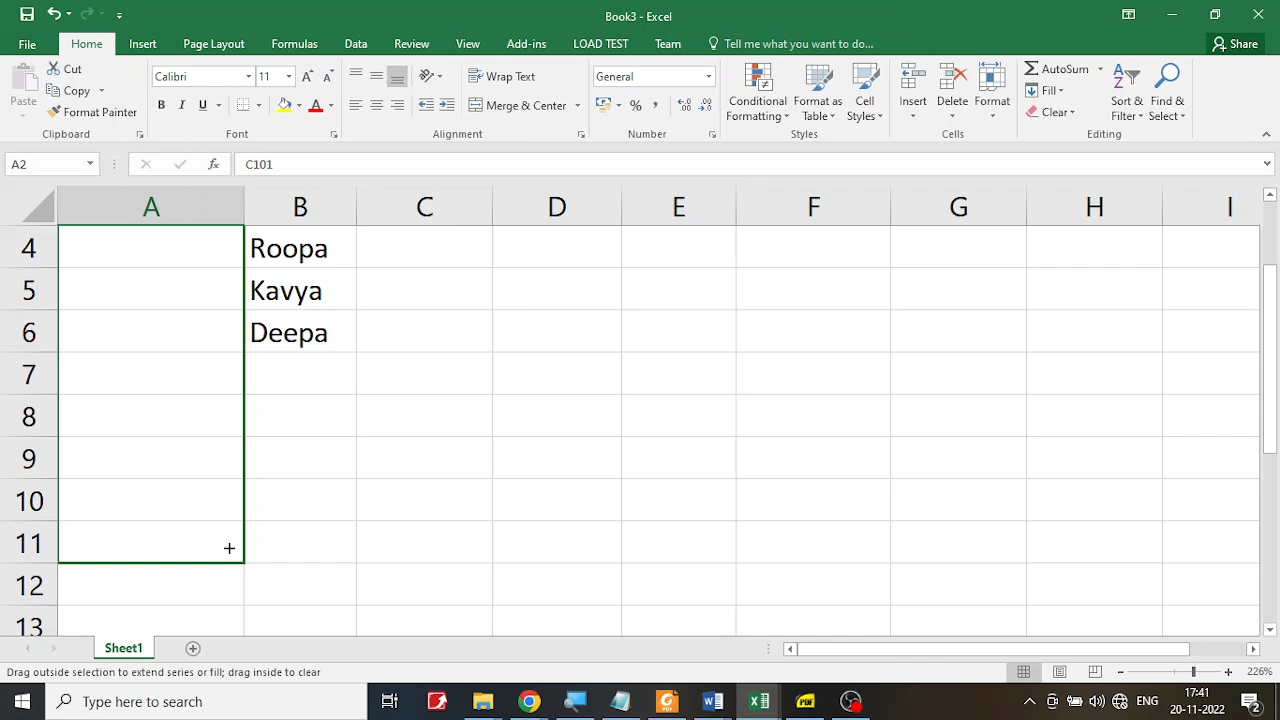 Book3 - Excel
File Home Insert Page Layout Formulas Data Review View Add-ins LOAD TEST Team Tell me what you want to do... Share
Paste Cut Calibri 11 Wrap Text General Conditional Formatting Format as Table Cell Styles Insert Delete Format AutoSum Sort & Filter Find & Select
Copy Fill
Format Painter B I U A Merge & Center % , Clear
Clipboard Font Alignment Number Styles Cells Editing
A2 fx C101
A B C D E F G H I
4 Roopa
5 Kavya
6 Deepa
7
8
9
10
11
12
13
Sheet1
Drag outside selection to extend series or fill; drag inside to clear 226%
Type here to search ENG 17:41
20-11-2022 2